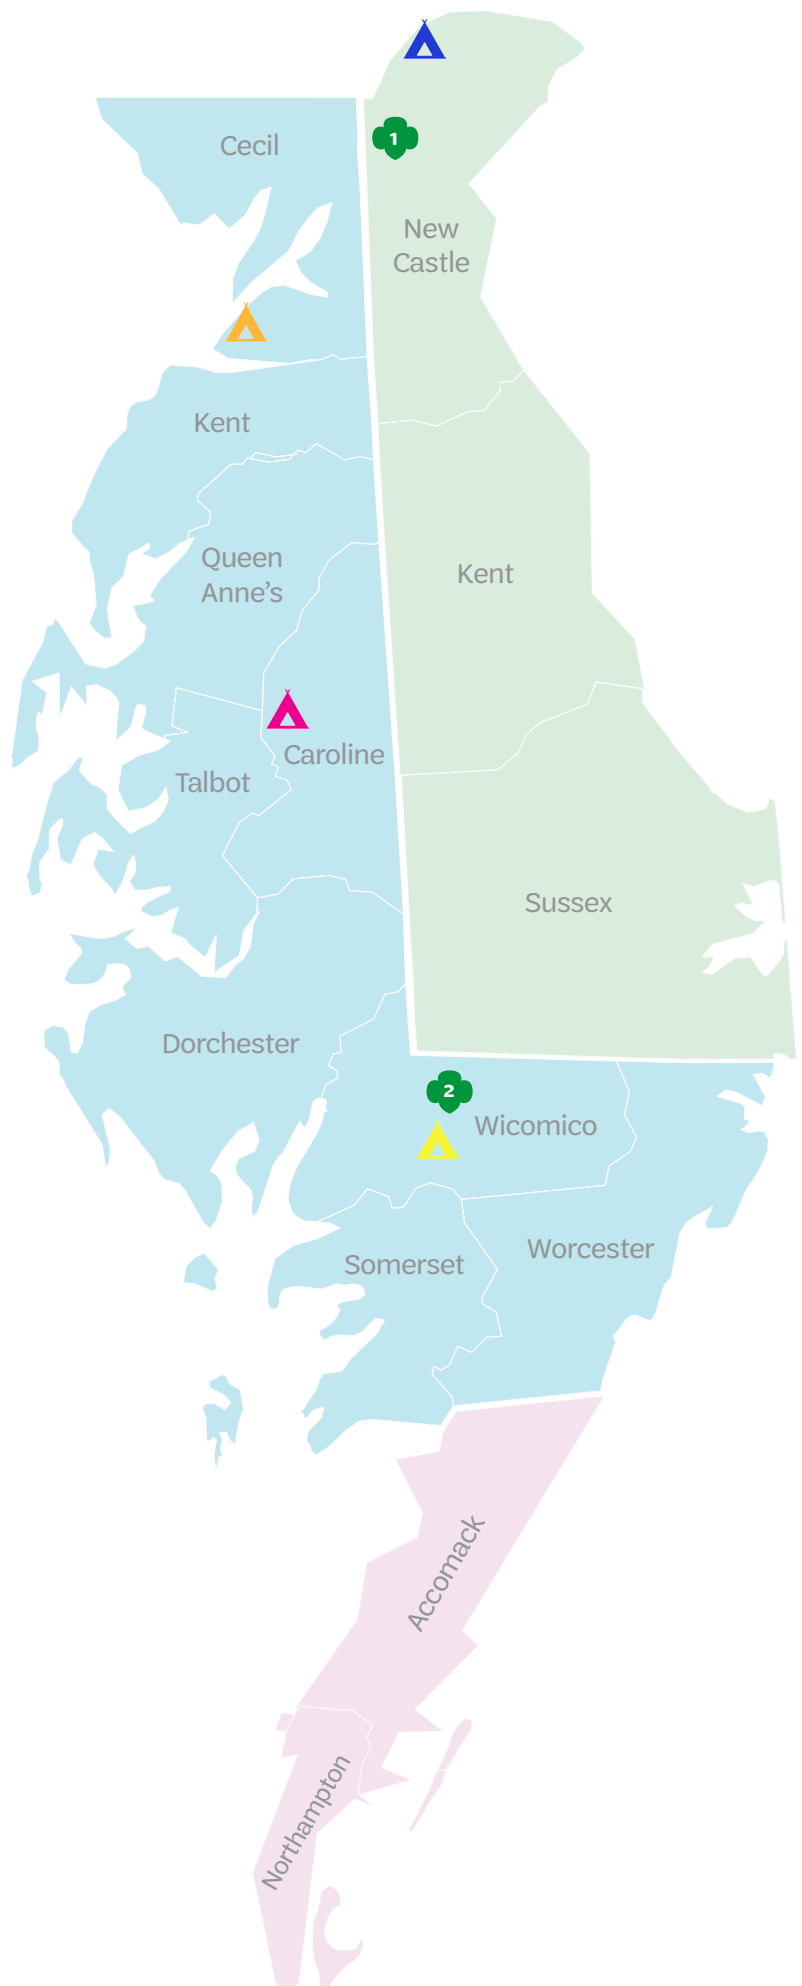 Cecil
1
New
Castle
Kent
Queen
Anne’s
Kent
Caroline
Talbot
Sussex
Dorchester
2
Wicomico
Worcester
Somerset
Accomack
Northampton